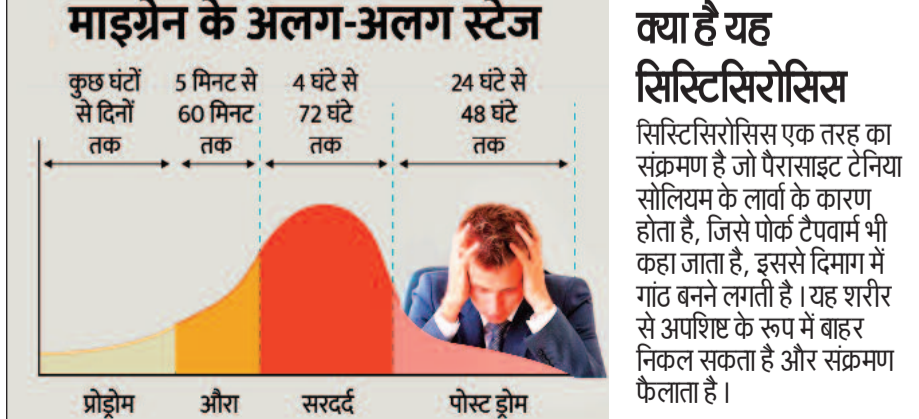 माइग्रेन के अलग-अलग स्टेज
कुछ घंटों
से दिनों
तक
5 मिनट से
60 मिनट
तक
4 घंटे से
72 घंटे
तक
24 घंटे से
48 घंटे
तक
प्रोड्रोम
औरा
सरदर्द
पोस्ट ड्रोम
क्या है यह
सिस्टिसिरोसिस
सिस्टिसिरोसिस एक तरह का
संक्रमण है जो पैरासाइट टेनिया
सोलियम के लार्वा के कारण
होता है, जिसे पोर्क टैपवार्म भी
कहा जाता है, इससे दिमाग में
गांठ बनने लगती है। यह शरीर
से अपशिष्ट के रूप में बाहर
निकल सकता है और संक्रमण
फैलाता है।